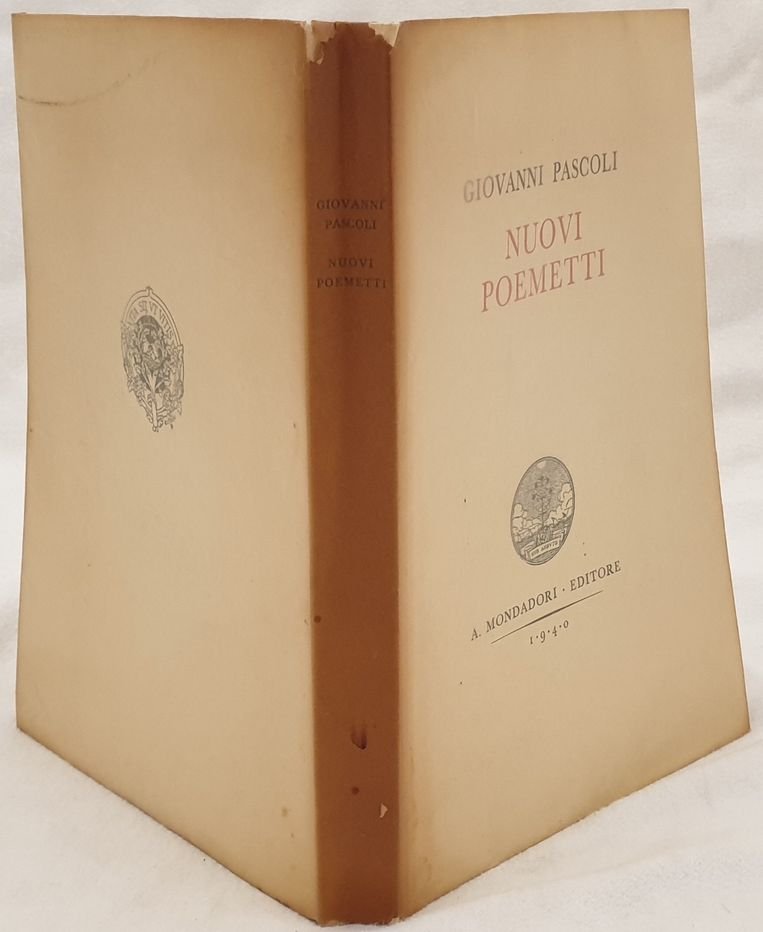 GIOVANNI
PASCOLI
NUOVI
POEMETTI
GIOVANNI PASCOLI
NUOVI
POEMETTI
A. MONDADORI · EDITORE
1·9·4·0